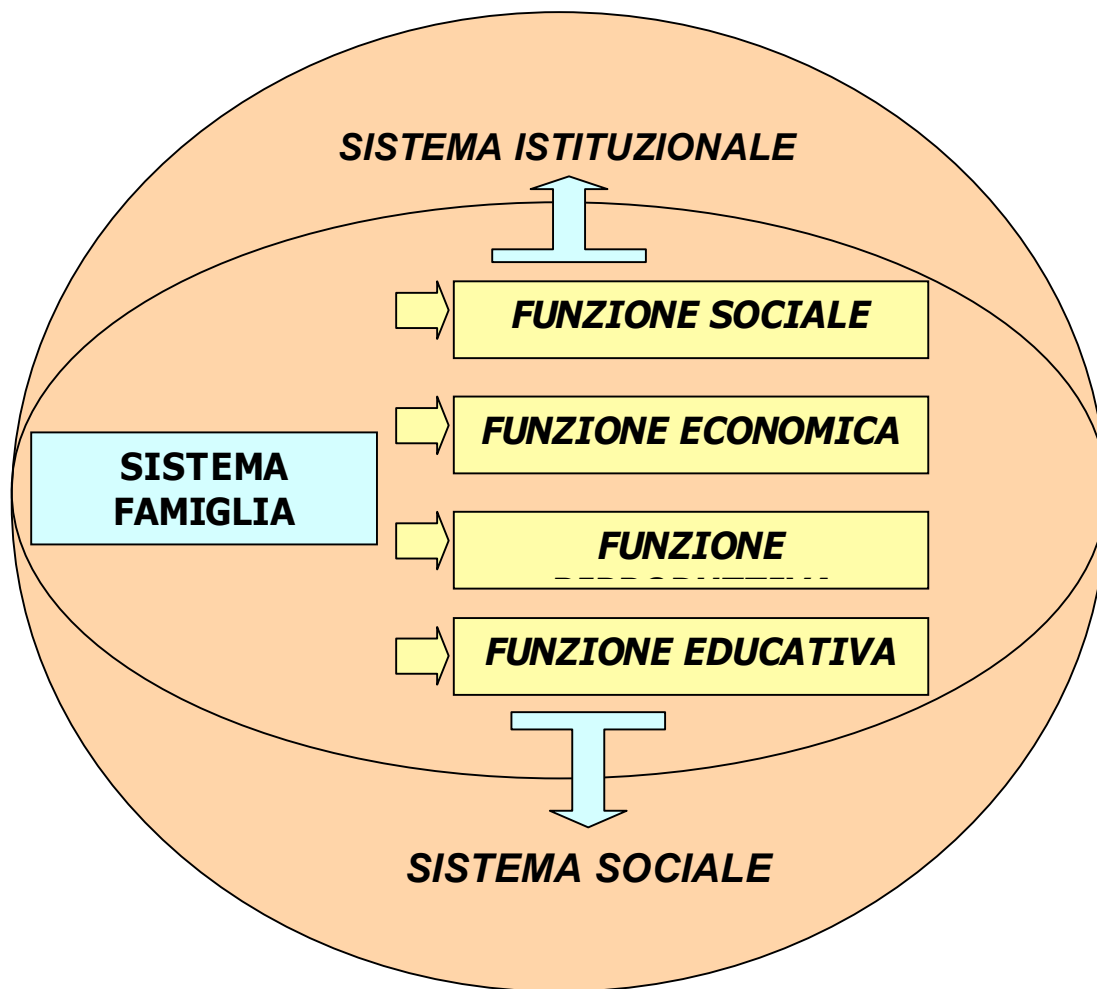 SISTEMA ISTITUZIONALE
FUNZIONE SOCIALE
FUNZIONE ECONOMICA
SISTEMA
FAMIGLIA
FUNZIONE
FUNZIONE EDUCATIVA
SISTEMA SOCIALE